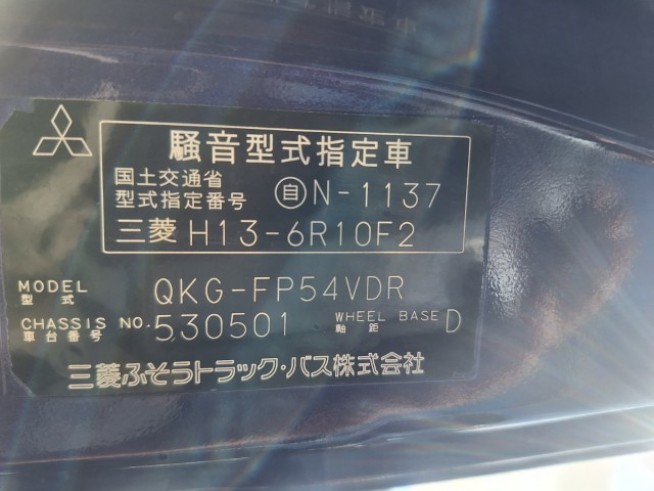 騒音型式指定車
国土交通省
型式指定番号 自N-1137
三菱 H13-6R10F2
MODEL
型式 QKG-FP54VDR
CHASSIS NO. 530501 WHEEL BASE D
車台番号 軸距
三菱ふそうトラック・バス株式会社